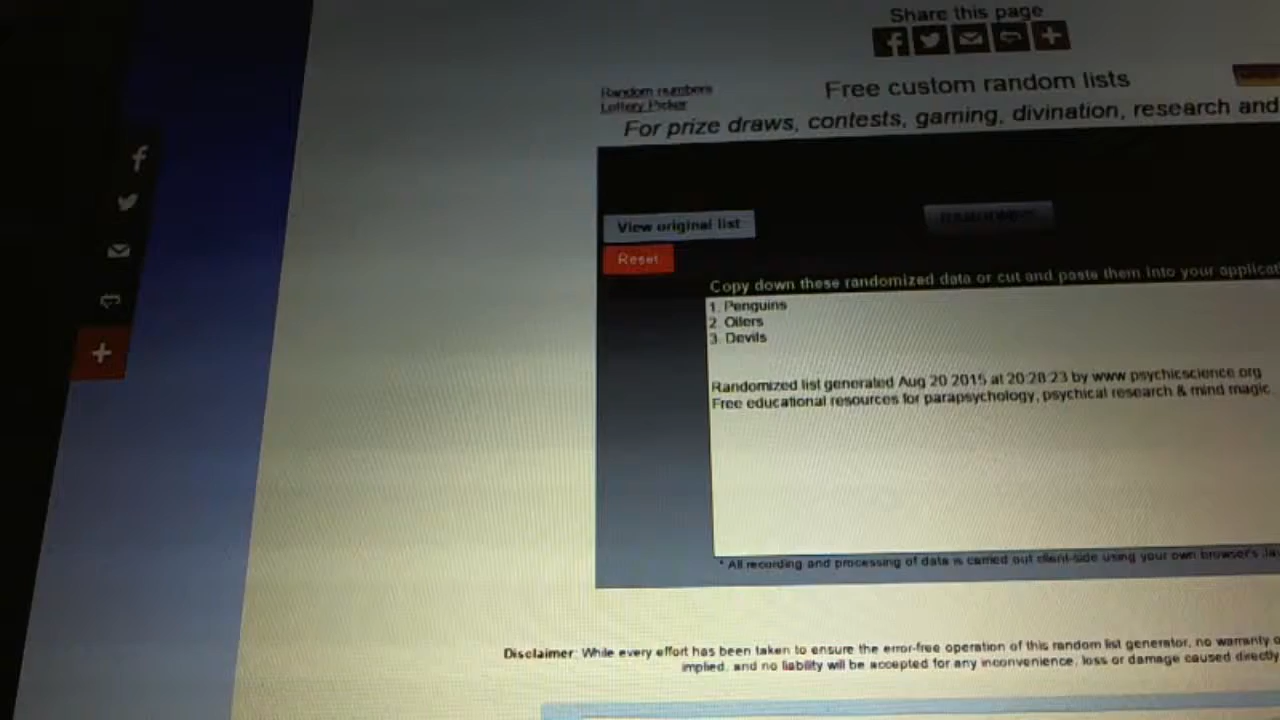 Share this page
Random numbers
Lottery Picker
Free custom random lists
For prize draws, contests, gaming, divination, research and
View original list
Reset
Copy down these randomized data or cut and paste them into your applicat
1. Penguins
2. Oilers
3. Devils
Randomized list generated Aug 20 2015 at 20:28:23 by www.psychicscience.org
Free educational resources for parapsychology, psychical research & mind magic.
* All recording and processing of data is carried out client-side using your own browser's Ja
Disclaimer: While every effort has been taken to ensure the error-free operation of this random list generator, no warranty o
implied, and no liability will be accepted for any inconvenience, loss or damage caused directly